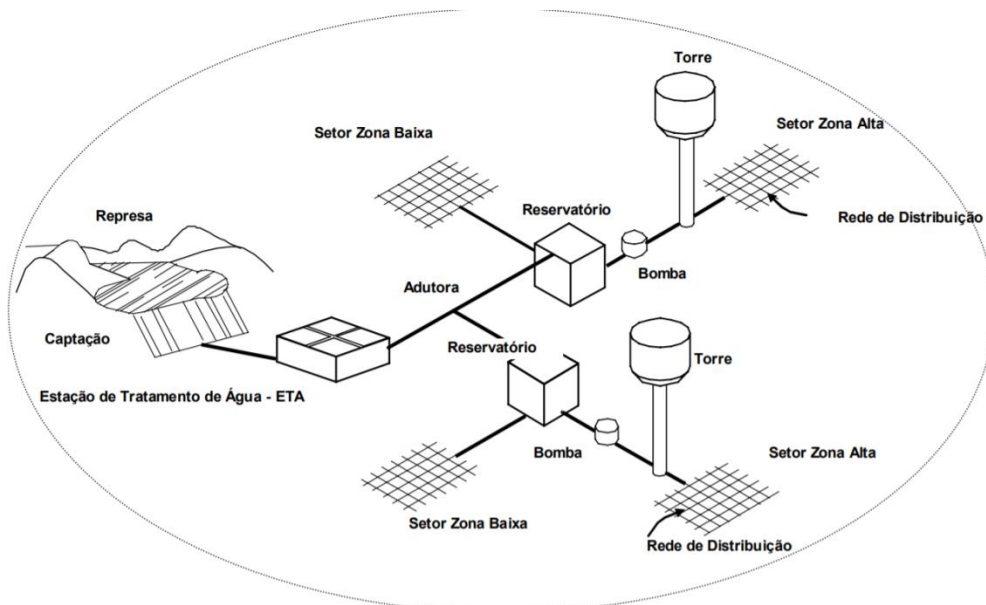 Torre
Setor Zona Baixa
Setor Zona Alta
Represa
Reservatório
Rede de Distribuição
Bomba
Adutora
Captação
Reservatório
Torre
Estação de Tratamento de Água - ETA
Bomba
Setor Zona Alta
Setor Zona Baixa
Rede de Distribuição